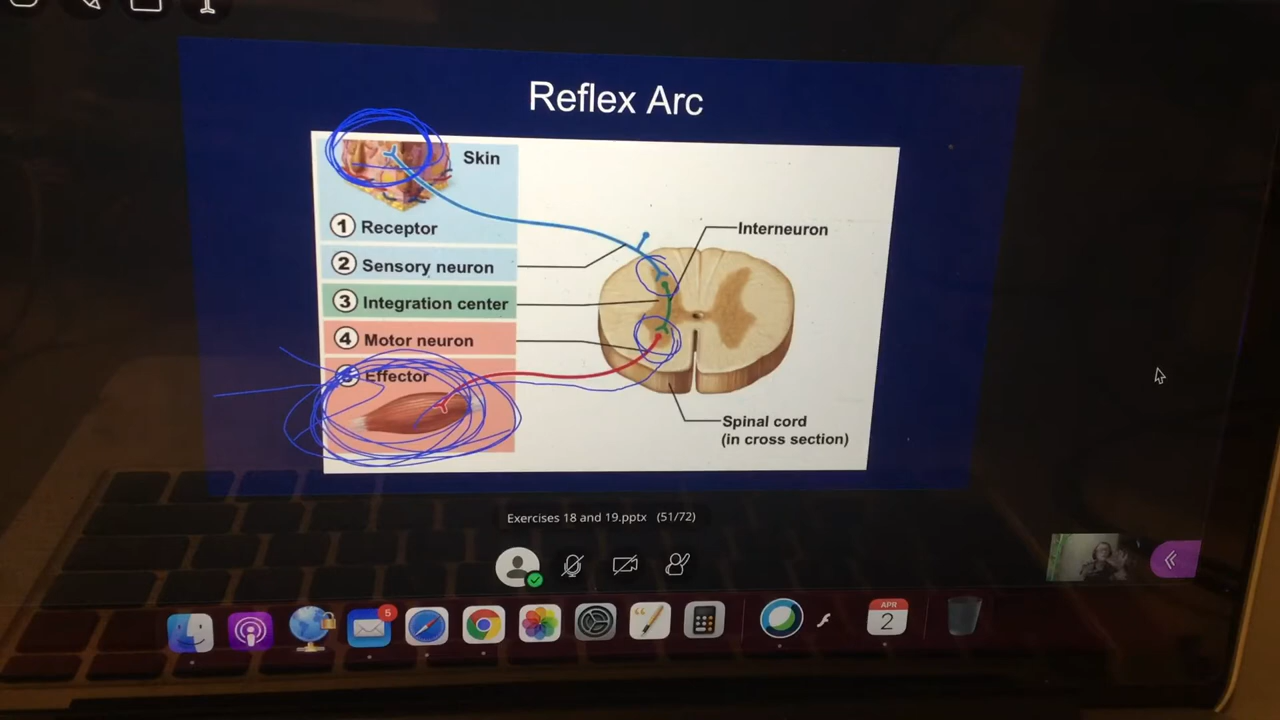 Reflex Arc
Skin
1 Receptor
Interneuron
2 Sensory neuron
3 Integration center
4 Motor neuron
5 Effector
Spinal cord
(in cross section)
Exercises 18 and 19.pptx (51/72)
5
APR
2